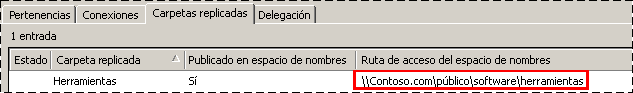 Pertenencias Conexiones Carpetas replicadas Delegación
1 entrada
Estado Carpeta replicada Publicado en espacio de nombres Ruta de acceso del espacio de nombres
Herramientas Sí \\Contoso.com\público\software\herramientas